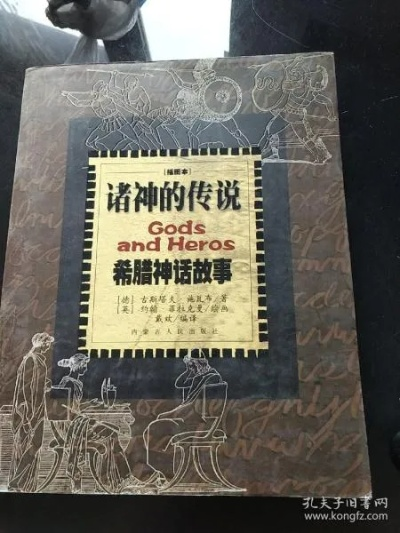 [插图本]
诸神的传说
Gods
and Heros
希腊神话故事
[德] 古斯塔夫·施瓦布/著
[英] 约翰·菲拉克曼/绘画
戴欢/编译
内蒙古人民出版社
孔夫子旧书网
www.kongfz.com